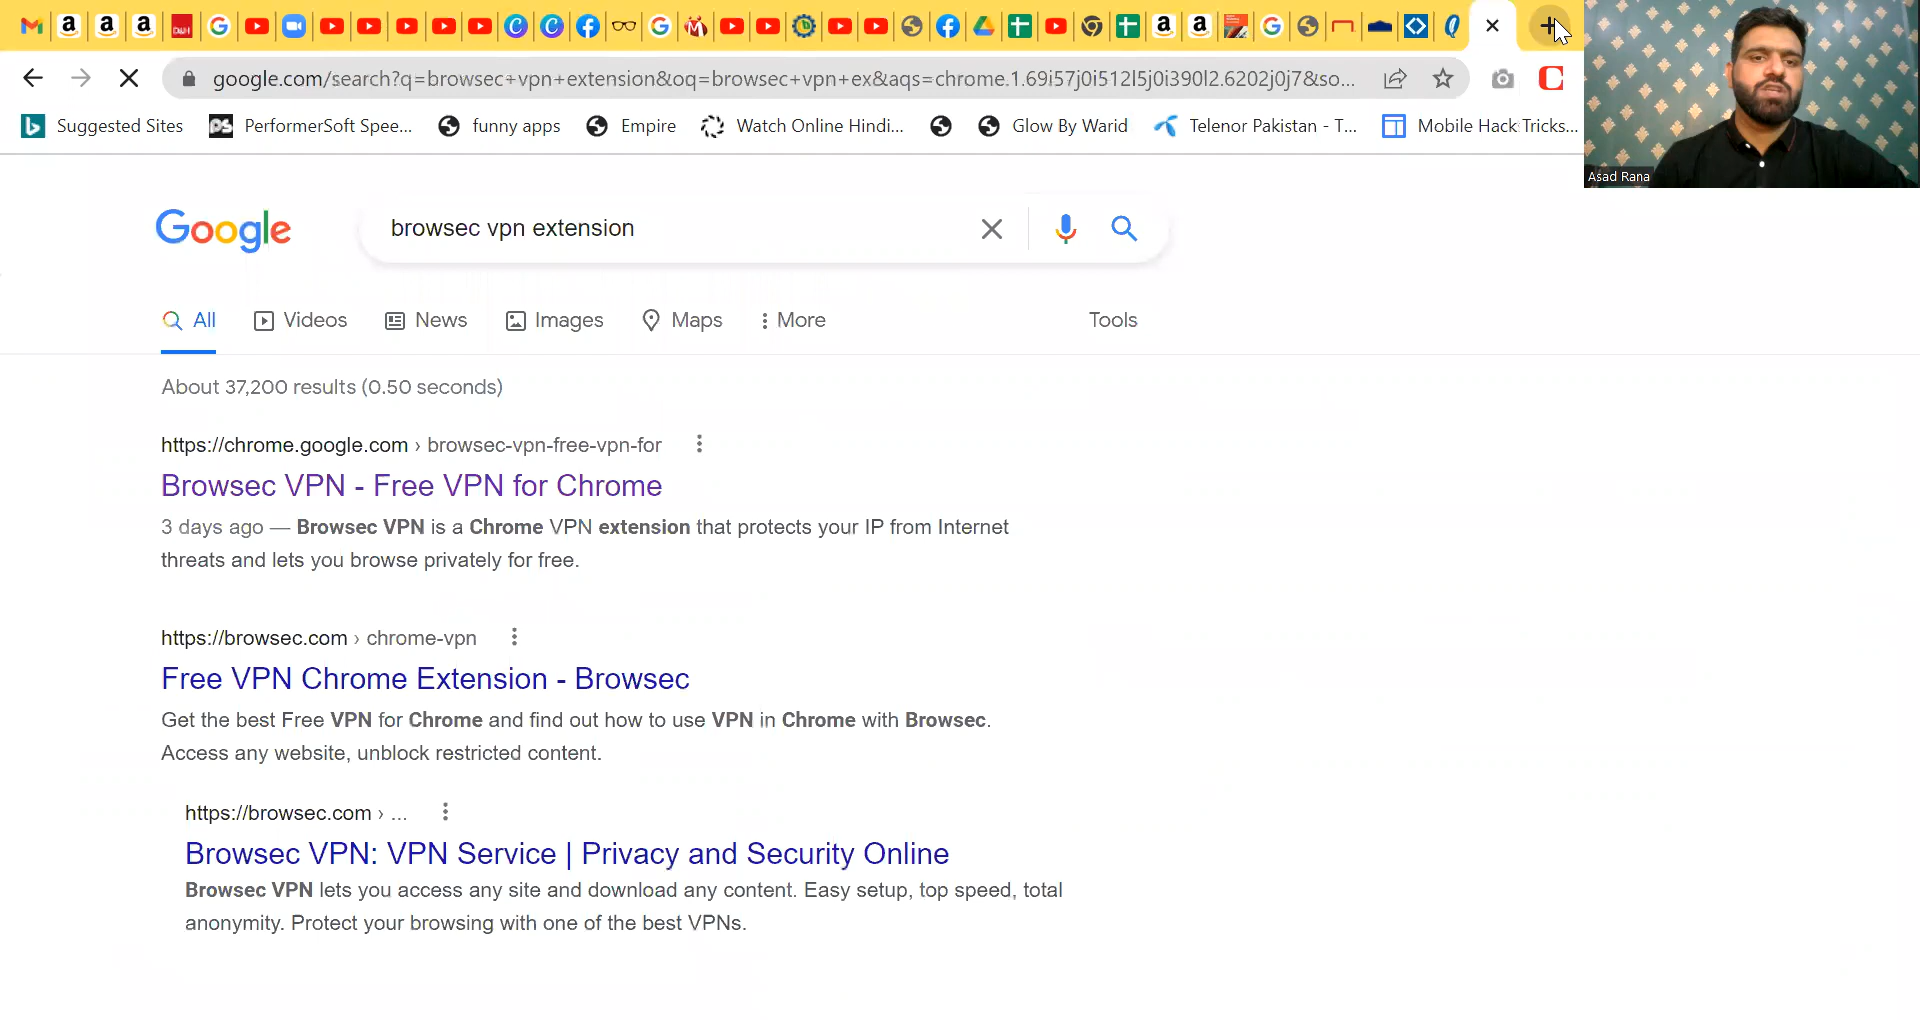 google.com/search?q=browsec+vpn+extension&oq=browsec+vpn+ex&aqs=chrome.1.69i57j0i512l5j0i390l2.6202j0j7&so...
Suggested Sites PerformerSoft Spee... funny apps Empire Watch Online Hindi... Glow By Warid Telenor Pakistan - T... Mobile Hack Tricks...
Asad Rana
Google browsec vpn extension
All Videos News Images Maps More Tools
About 37,200 results (0.50 seconds)
https://chrome.google.com › browsec-vpn-free-vpn-for
Browsec VPN - Free VPN for Chrome
3 days ago — Browsec VPN is a Chrome VPN extension that protects your IP from Internet
threats and lets you browse privately for free.
https://browsec.com › chrome-vpn
Free VPN Chrome Extension - Browsec
Get the best Free VPN for Chrome and find out how to use VPN in Chrome with Browsec.
Access any website, unblock restricted content.
https://browsec.com › ...
Browsec VPN: VPN Service | Privacy and Security Online
Browsec VPN lets you access any site and download any content. Easy setup, top speed, total
anonymity. Protect your browsing with one of the best VPNs.